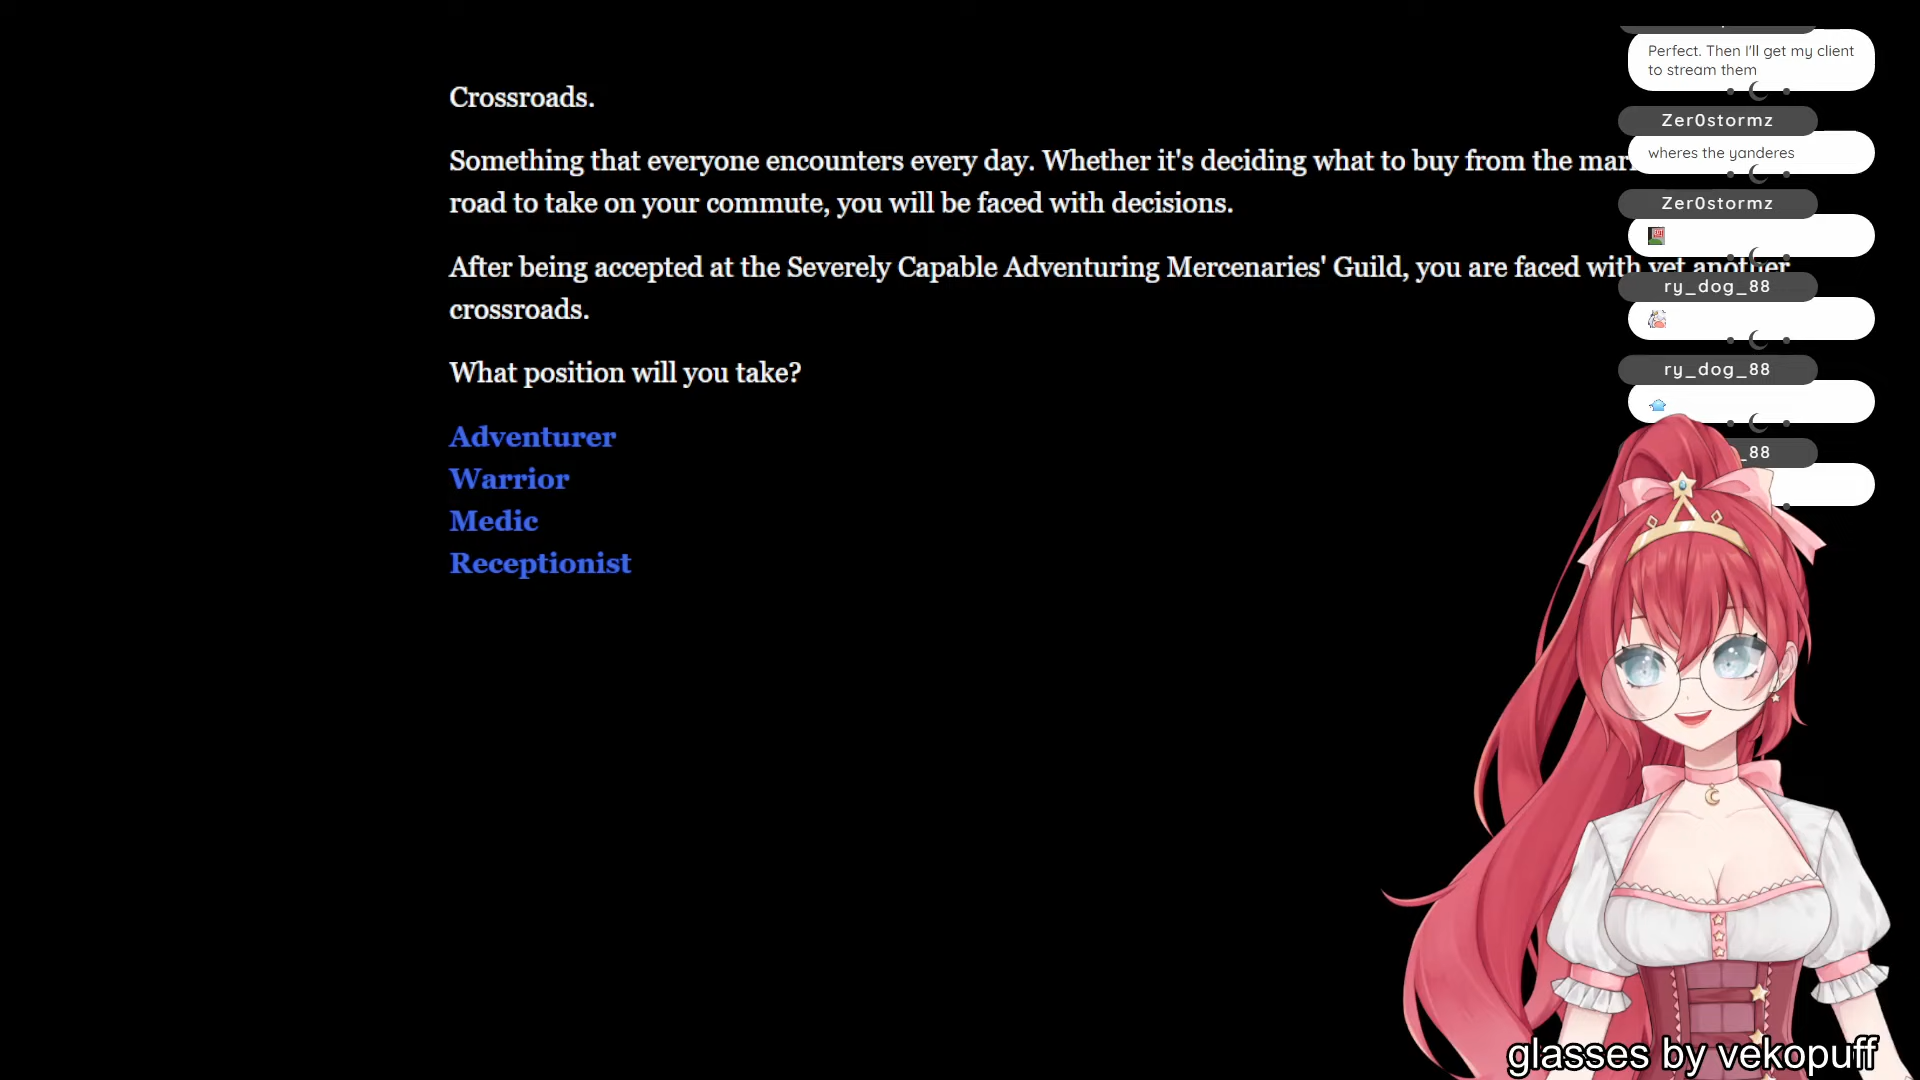 Crossroads.
Something that everyone encounters every day. Whether it's deciding what to buy from the
road to take on your commute, you will be faced with decisions.
After being accepted at the Severely Capable Adventuring Mercenaries' Guild, you are faced with yet another
crossroads.
What position will you take?
Adventurer
Warrior
Medic
Receptionist
Perfect. Then I'll get my client
to stream them
Zer0stormz
wheres the yanderes
Zer0stormz
ry_dog_88
ry_dog_88
_88
glasses by vekopuff